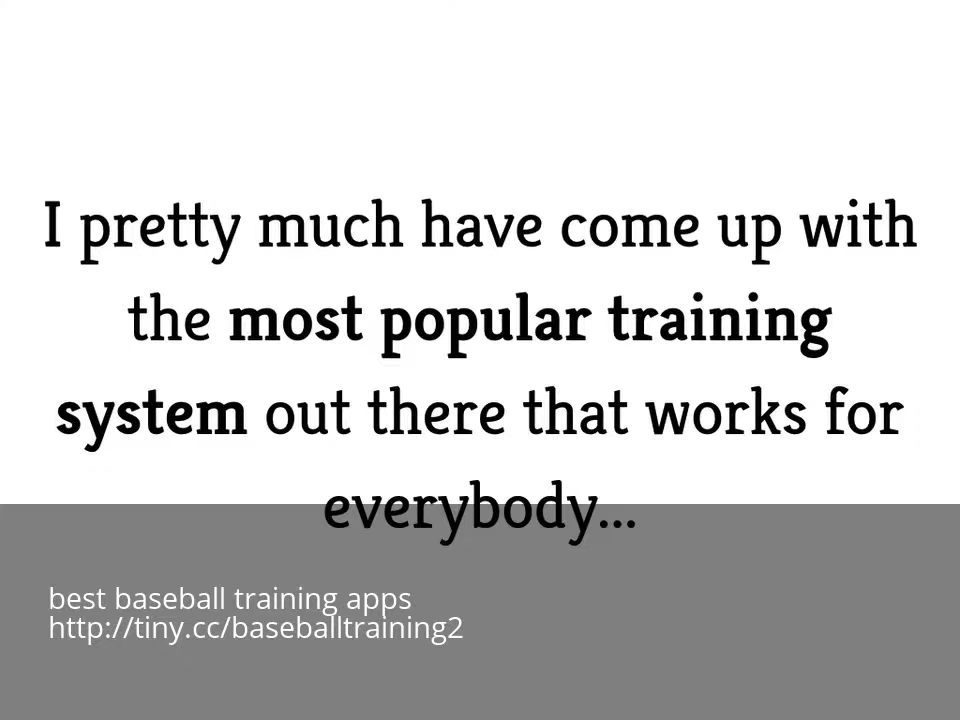 I pretty much have come up with
the most popular training
system out there that works for
everybody...
best baseball training apps
http://tiny.cc/baseballtraining2